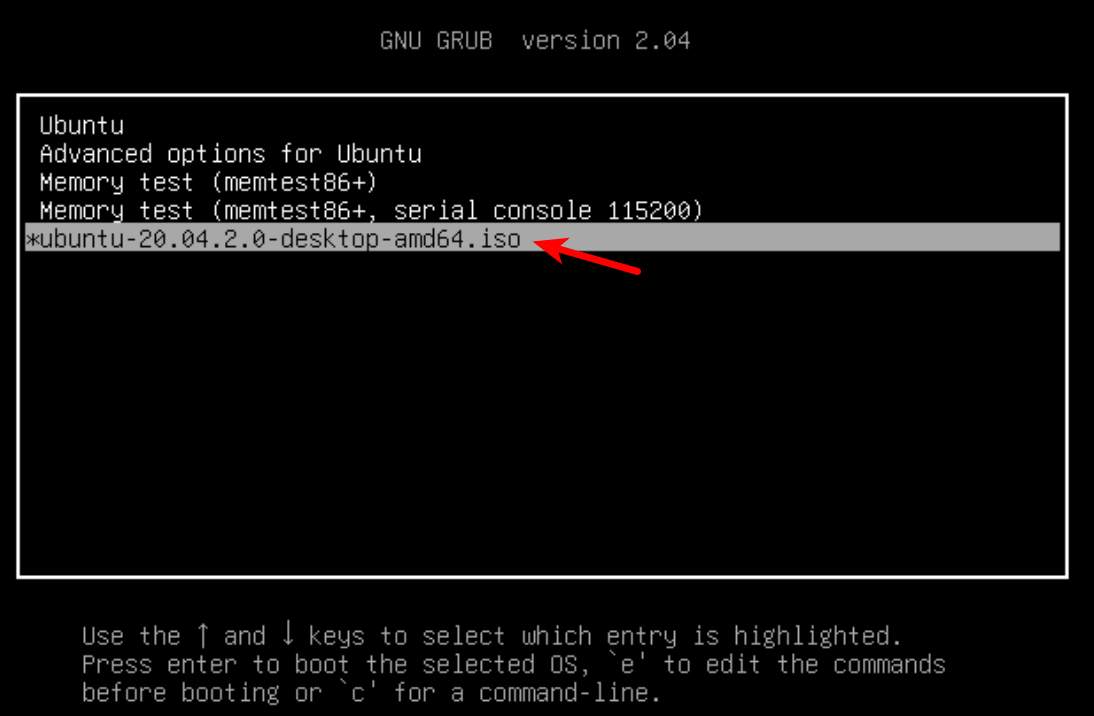 GNU GRUB  version 2.04
Ubuntu
Advanced options for Ubuntu
Memory test (memtest86+)
Memory test (memtest86+, serial console 115200)
*ubuntu-20.04.2.0-desktop-amd64.iso
Use the ↑ and ↓ keys to select which entry is highlighted.
Press enter to boot the selected OS, `e' to edit the commands
before booting or `c' for a command-line.